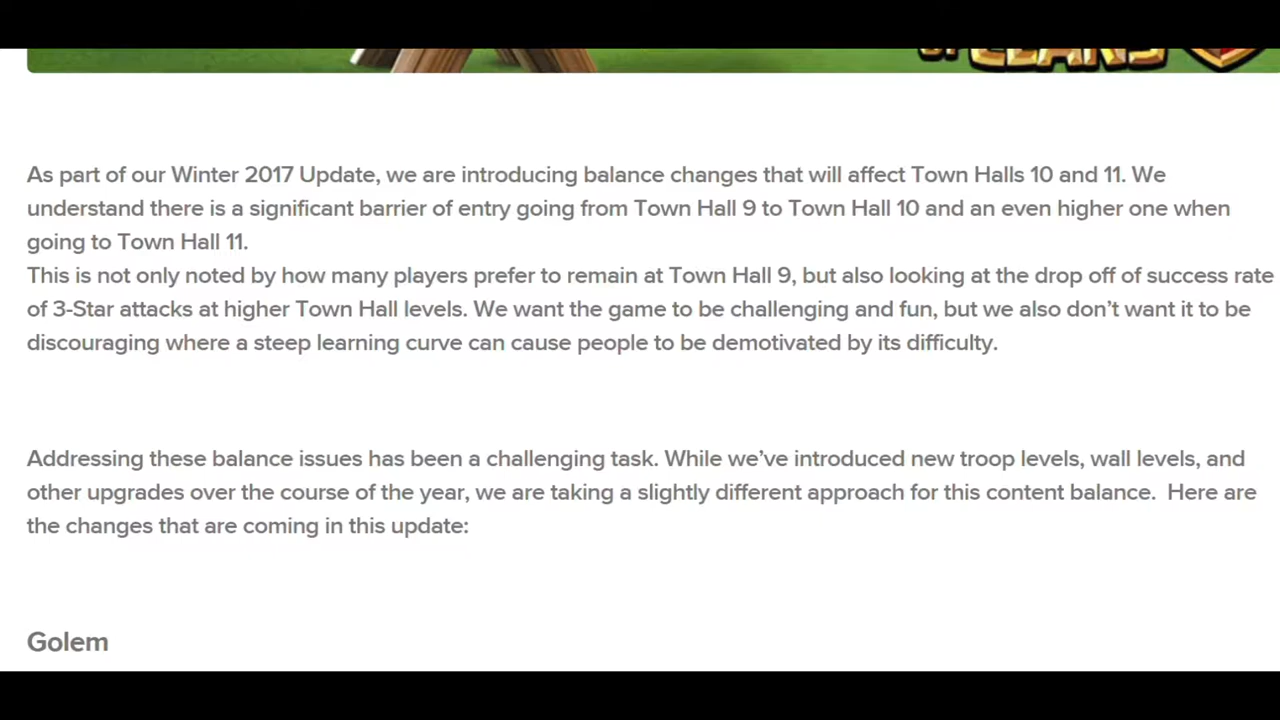 OF CLANS
As part of our Winter 2017 Update, we are introducing balance changes that will affect Town Halls 10 and 11. We
understand there is a significant barrier of entry going from Town Hall 9 to Town Hall 10 and an even higher one when
going to Town Hall 11.
This is not only noted by how many players prefer to remain at Town Hall 9, but also looking at the drop off of success rate
of 3-Star attacks at higher Town Hall levels. We want the game to be challenging and fun, but we also don’t want it to be
discouraging where a steep learning curve can cause people to be demotivated by its difficulty.
Addressing these balance issues has been a challenging task. While we’ve introduced new troop levels, wall levels, and
other upgrades over the course of the year, we are taking a slightly different approach for this content balance.  Here are
the changes that are coming in this update:
Golem